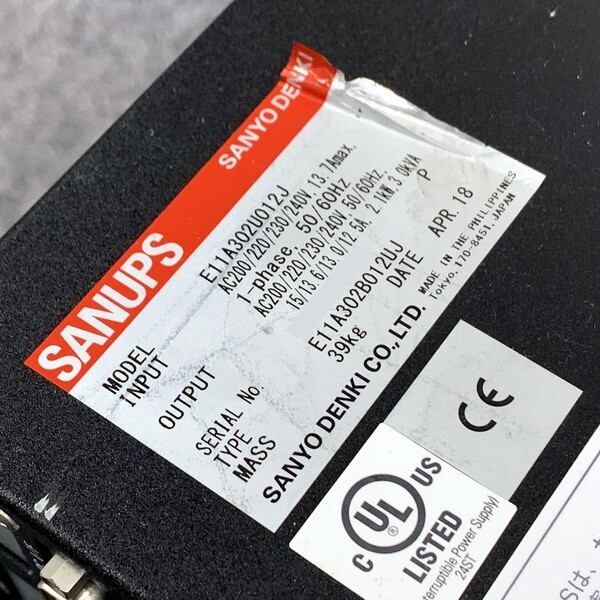 SANUPS SANYO DENKI
MODEL E11A302U012J
INPUT AC200/220/230/240V 13.7Amax.
1-phase 50/60Hz
OUTPUT AC200/220/230/240V 50/60Hz
15/13.6/13.0/12.5A 2.1kW 3.0kVA
SERIAL No. P
TYPE E11A302B012UJ DATE APR.18
MASS 39kg
SANYO DENKI CO., LTD. MADE IN THE PHILIPPINES
Tokyo.170-8451.JAPAN
CE
C UL US
LISTED
(Uninterruptible Power Supply)
24ST